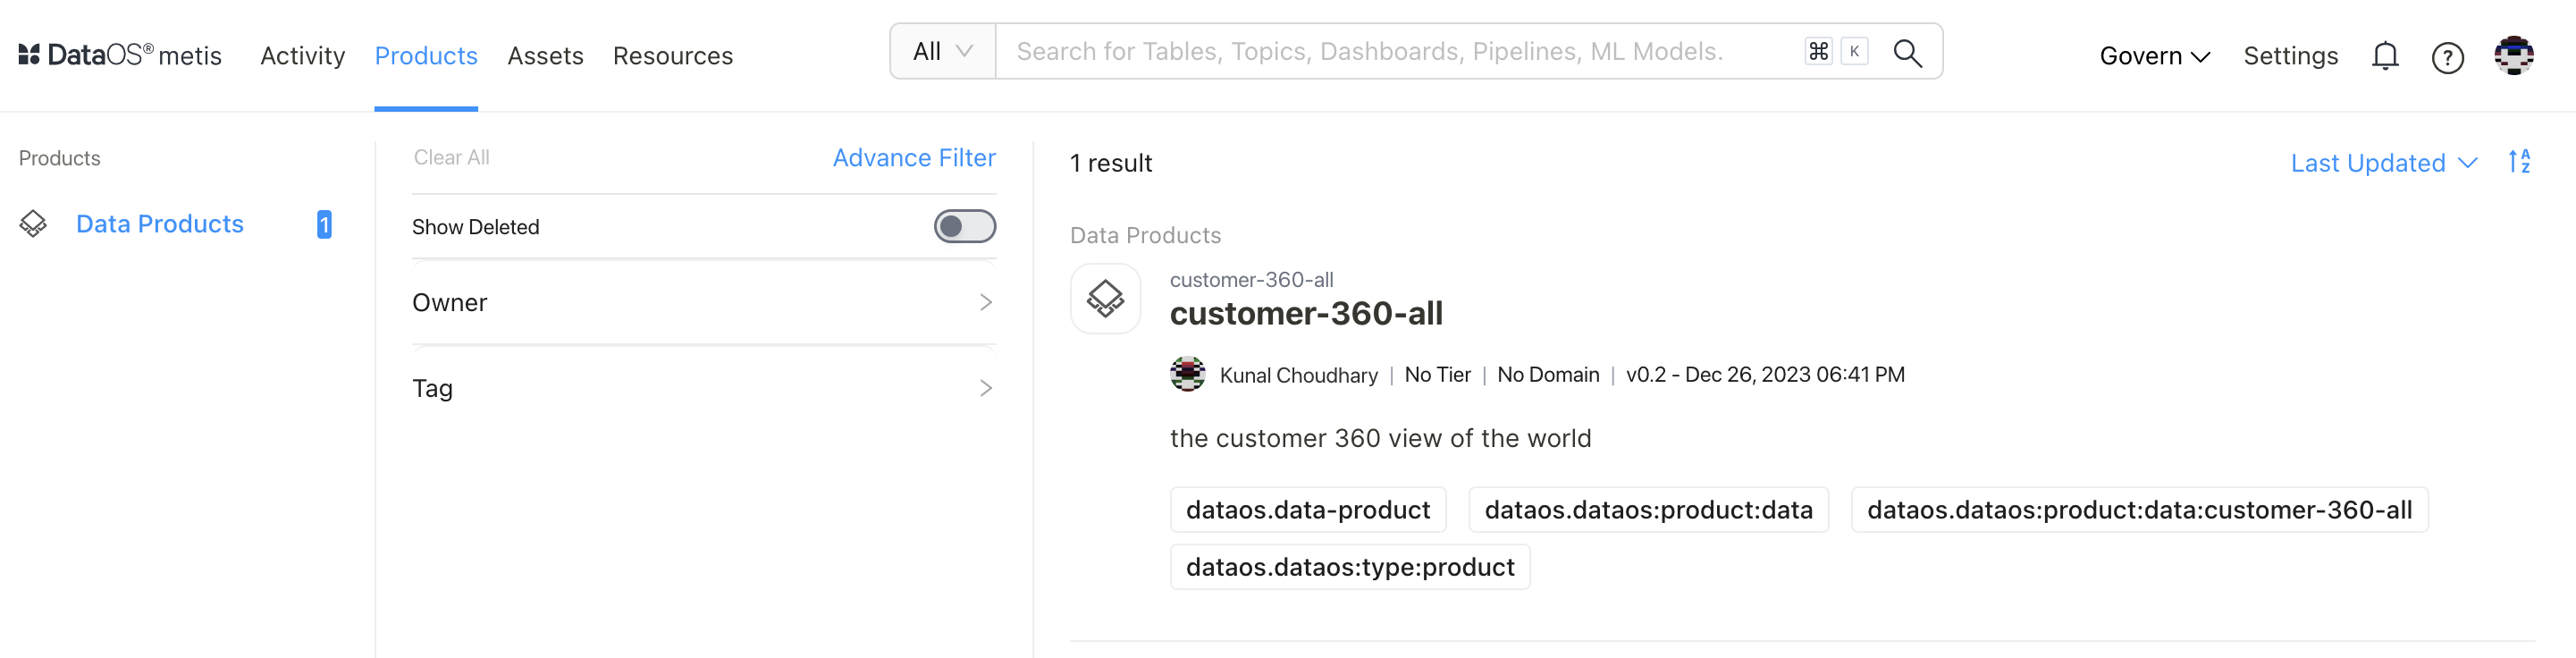 DataOS® metis
Activity
Products
Assets
Resources
All
Search for Tables, Topics, Dashboards, Pipelines, ML Models.
⌘ K
Govern
Settings
?
Products
Data Products 1
Clear All
Advance Filter
Show Deleted
Owner
Tag
1 result
Last Updated
A Z
Data Products
customer-360-all
customer-360-all
Kunal Choudhary | No Tier | No Domain | v0.2 - Dec 26, 2023 06:41 PM
the customer 360 view of the world
dataos.data-product
dataos.dataos:product:data
dataos.dataos:product:data:customer-360-all
dataos.dataos:type:product